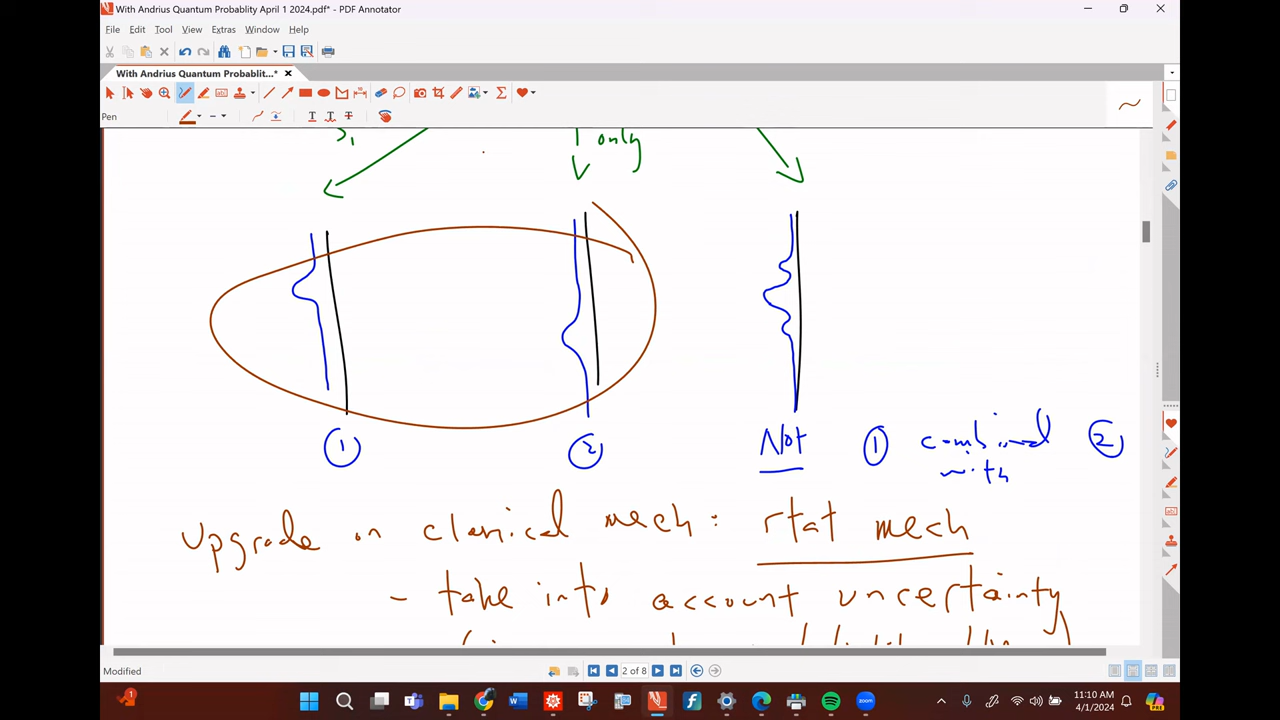 With Andrius Quantum Probablity April 1 2024.pdf* - PDF Annotator
File Edit Tool View Extras Window Help
With Andrius Quantum Probablit...*
Pen
S1 1 only
① ② Not ① combined ②
with
Upgrade on classical mech: stat mech
- take into account uncertainty
Modified
2 of 8
11:10 AM
4/1/2024